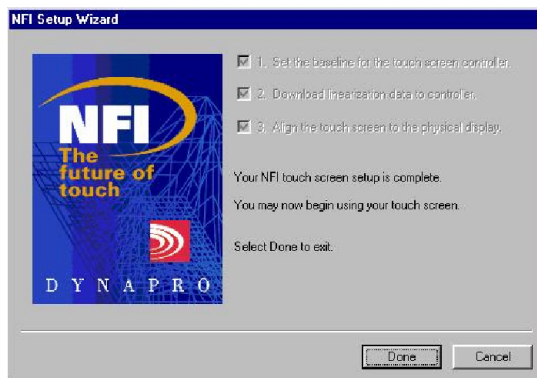 NFI Setup Wizard
NFI
The
future of
touch
DYNAPRO
1. Set the baseline for the touch screen controller.
2. Download linearization data to controller.
3. Align the touch screen to the physical display.
Your NFI touch screen setup is complete.
You may now begin using your touch screen.
Select Done to exit.
Done
Cancel